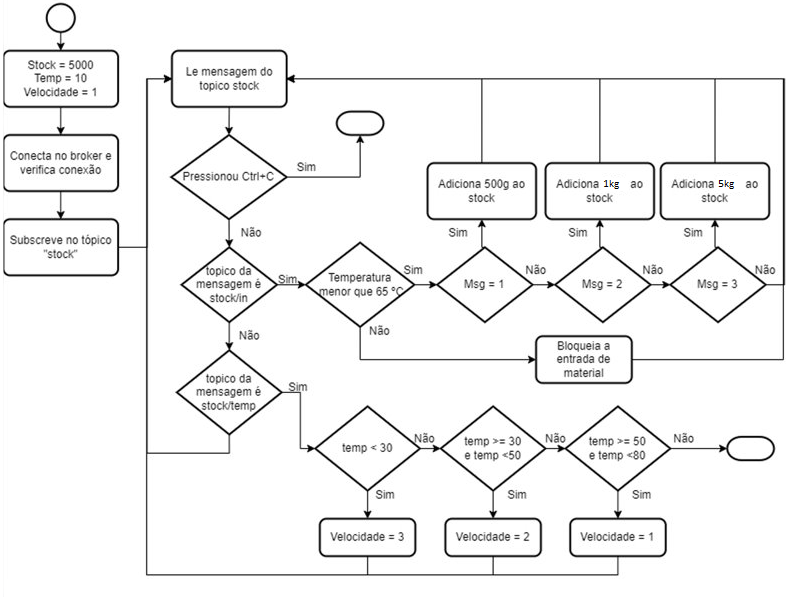 Stock = 5000
Temp = 10
Velocidade = 1
Le mensagem do
topico stock
Conecta no broker e
verifica conexão
Pressionou Ctrl+C
Sim
Adiciona 500g ao
stock
Adiciona 1kg ao
stock
Adiciona 5kg ao
stock
Subscreve no tópico
"stock"
Não
Sim
Sim
Sim
topico da
mensagem é
stock/in
Sim
Temperatura
menor que 65 ºC
Sim
Msg = 1
Não
Msg = 2
Não
Msg = 3
Não
Não
Não
Bloqueia a
entrada de
material
topico da
mensagem é
stock/temp
Sim
temp < 30
Não
temp >= 30
e temp <50
Não
temp >= 50
e temp <80
Não
Sim
Sim
Sim
Velocidade = 3
Velocidade = 2
Velocidade = 1